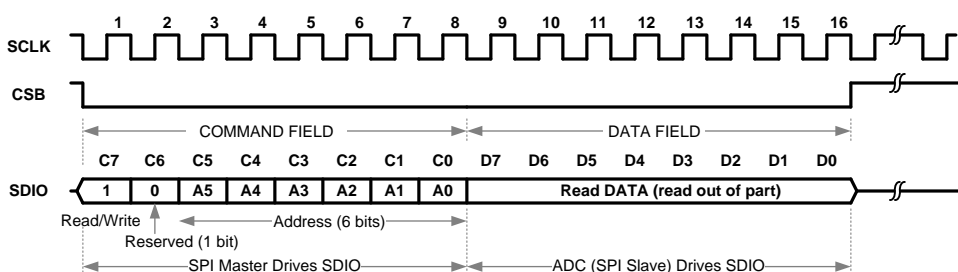 1 2 3 4 5 6 7 8 9 10 11 12 13 14 15 16
SCLK
CSB
COMMAND FIELD DATA FIELD
C7 C6 C5 C4 C3 C2 C1 C0 D7 D6 D5 D4 D3 D2 D1 D0
SDIO 1 0 A5 A4 A3 A2 A1 A0 Read DATA (read out of part)
Read/Write Address (6 bits)
Reserved (1 bit)
SPI Master Drives SDIO ADC (SPI Slave) Drives SDIO